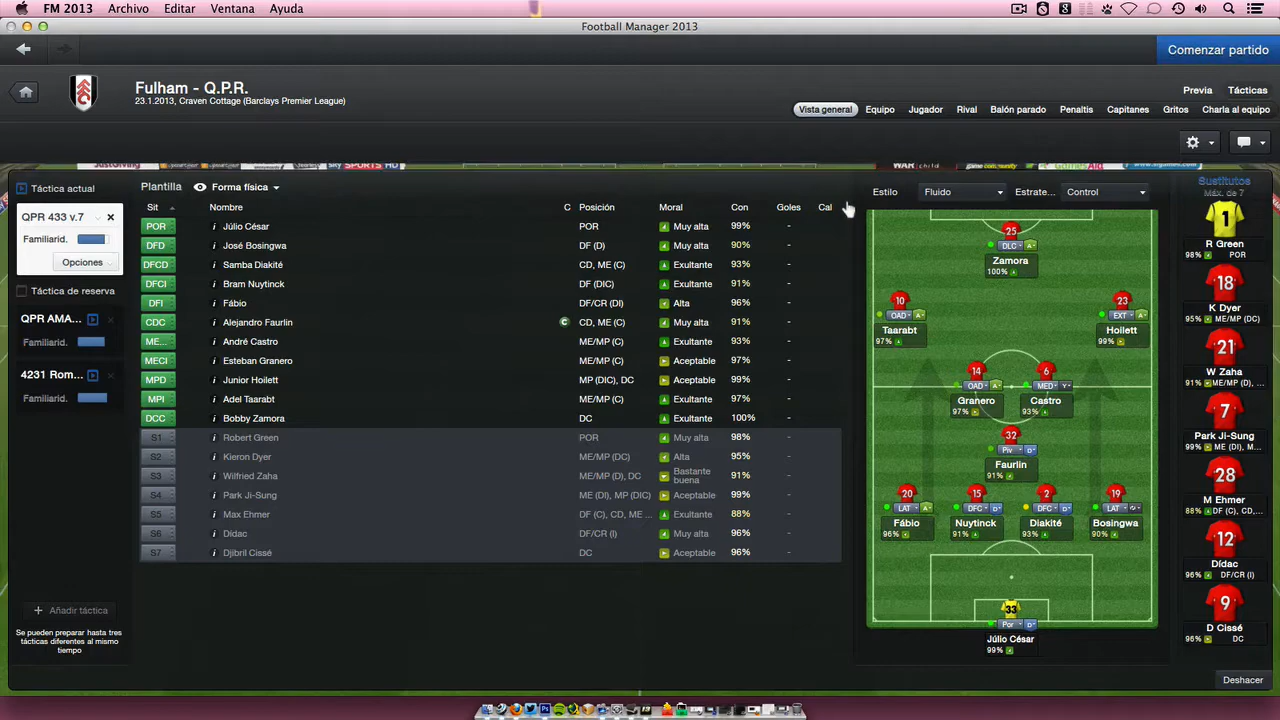 FM 2013 Archivo Editar Ventana Ayuda
Football Manager 2013
Comenzar partido
Fulham - Q.P.R.
23.1.2013, Craven Cottage (Barclays Premier League)
Previa Tácticas
Vista general Equipo Jugador Rival Balón parado Penaltis Capitanes Gritos Charla al equipo
JustGiving sky SPORTS HD WAR
Táctica actual
QPR 433 v.7
Familiarid.
Opciones
Táctica de reserva
QPR AMA...
Familiarid.
4231 Rom...
Familiarid.
Añadir táctica
Se pueden preparar hasta tres
tácticas diferentes al mismo
tiempo
Plantilla Forma física
Sit Nombre C Posición Moral Con Goles Cal
POR i Júlio César POR Muy alta 99% -
DFD i José Bosingwa DF (D) Muy alta 90% -
DFCD i Samba Diakité CD, ME (C) Exultante 93% -
DFCI i Bram Nuytinck DF (DIC) Exultante 91% -
DFI i Fábio DF/CR (DI) Alta 96% -
CDC i Alejandro Faurlin C CD, ME (C) Muy alta 91% -
ME... i André Castro ME/MP (C) Exultante 93% -
MECI i Esteban Granero ME/MP (C) Aceptable 97% -
MPD i Junior Hoilett MP (DIC), DC Aceptable 99% -
MPI i Adel Taarabt ME/MP (C) Exultante 97% -
DCC i Bobby Zamora DC Exultante 100% -
S1 i Robert Green POR Muy alta 98% -
S2 i Kieron Dyer ME/MP (DC) Alta 95% -
S3 i Wilfried Zaha ME/MP (D), DC Bastante buena 91% -
S4 i Park Ji-Sung ME (DI), MP (DIC) Aceptable 99% -
S5 i Max Ehmer DF (C), CD, ME ... Exultante 88% -
S6 i Dídac DF/CR (I) Muy alta 96% -
S7 i Djibril Cissé DC Aceptable 96% -
Estilo Fluido Estrate... Control
25
DLC A
Zamora
100%
10 23
OAD A EXT A
Taarabt Hoilett
97% 99%
14 6
OAD A MED
Granero Castro
97% 93%
32
Piv D
Faurlin
91%
20 15 2 19
LAT A DFC D DFC D LAT
Fábio Nuytinck Diakité Bosingwa
96% 91% 93% 90%
33
Por D
Júlio César
99%
Sustitutos
Máx. de 7
1
R Green
98% POR
18
K Dyer
95% ME/MP (DC)
21
W Zaha
91% ME/MP (D), ...
7
Park Ji-Sung
99% ME (DI), M...
28
M Ehmer
88% DF (C), CD,...
12
Dídac
96% DF/CR (I)
9
D Cissé
96% DC
Deshacer